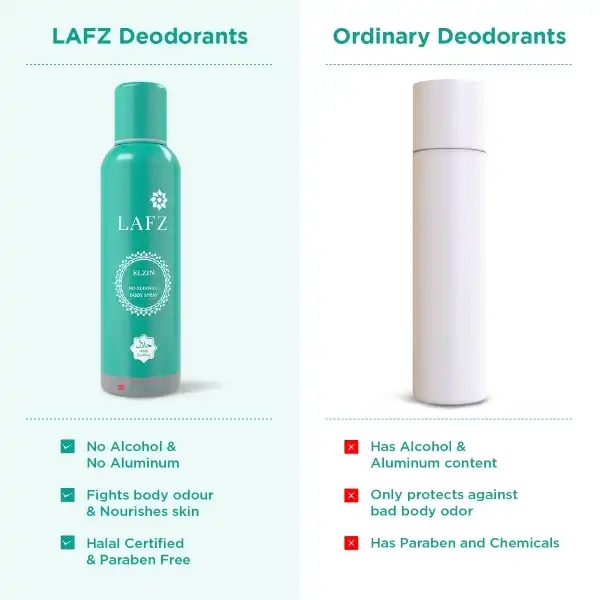 LAFZ Deodorants
LAFZ
ELZIN
NO ALCOHOL
BODY SPRAY
حلال
No Alcohol &
No Aluminum
Fights body odour
& Nourishes skin
Halal Certified
& Paraben Free
Ordinary Deodorants
Has Alcohol &
Aluminum content
Only protects against
bad body odor
Has Paraben and Chemicals